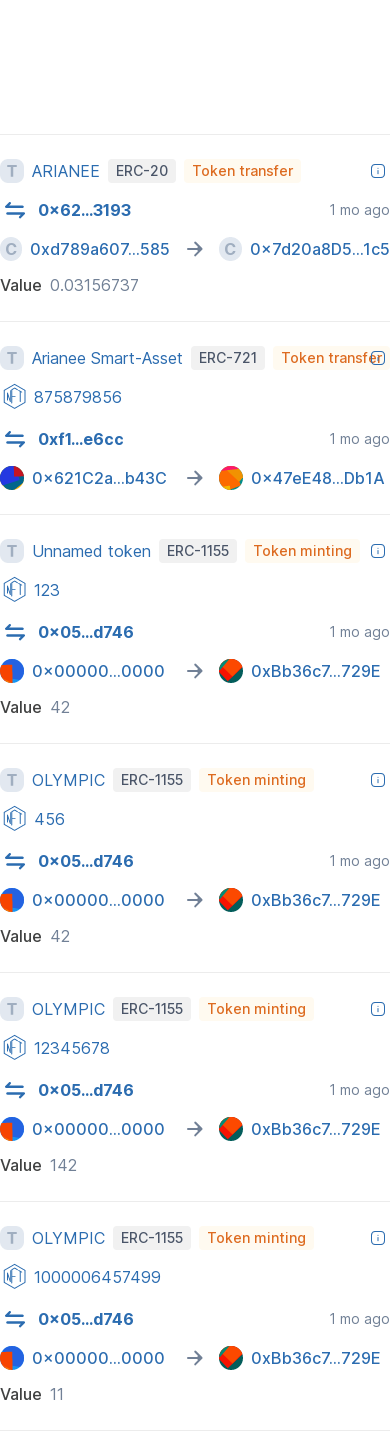 T ARIANEE ERC-20 Token transfer
0x62...3193 1 mo ago
C 0xd789a607...585 → C 0x7d20a8D5...1c5
Value 0.03156737
T Arianee Smart-Asset ERC-721 Token transfer
NFT 875879856
0xf1...e6cc 1 mo ago
0x621C2a...b43C → 0x47eE48...Db1A
T Unnamed token ERC-1155 Token minting
NFT 123
0x05...d746 1 mo ago
0x00000...0000 → 0xBb36c7...729E
Value 42
T OLYMPIC ERC-1155 Token minting
NFT 456
0x05...d746 1 mo ago
0x00000...0000 → 0xBb36c7...729E
Value 42
T OLYMPIC ERC-1155 Token minting
NFT 12345678
0x05...d746 1 mo ago
0x00000...0000 → 0xBb36c7...729E
Value 142
T OLYMPIC ERC-1155 Token minting
NFT 1000006457499
0x05...d746 1 mo ago
0x00000...0000 → 0xBb36c7...729E
Value 11